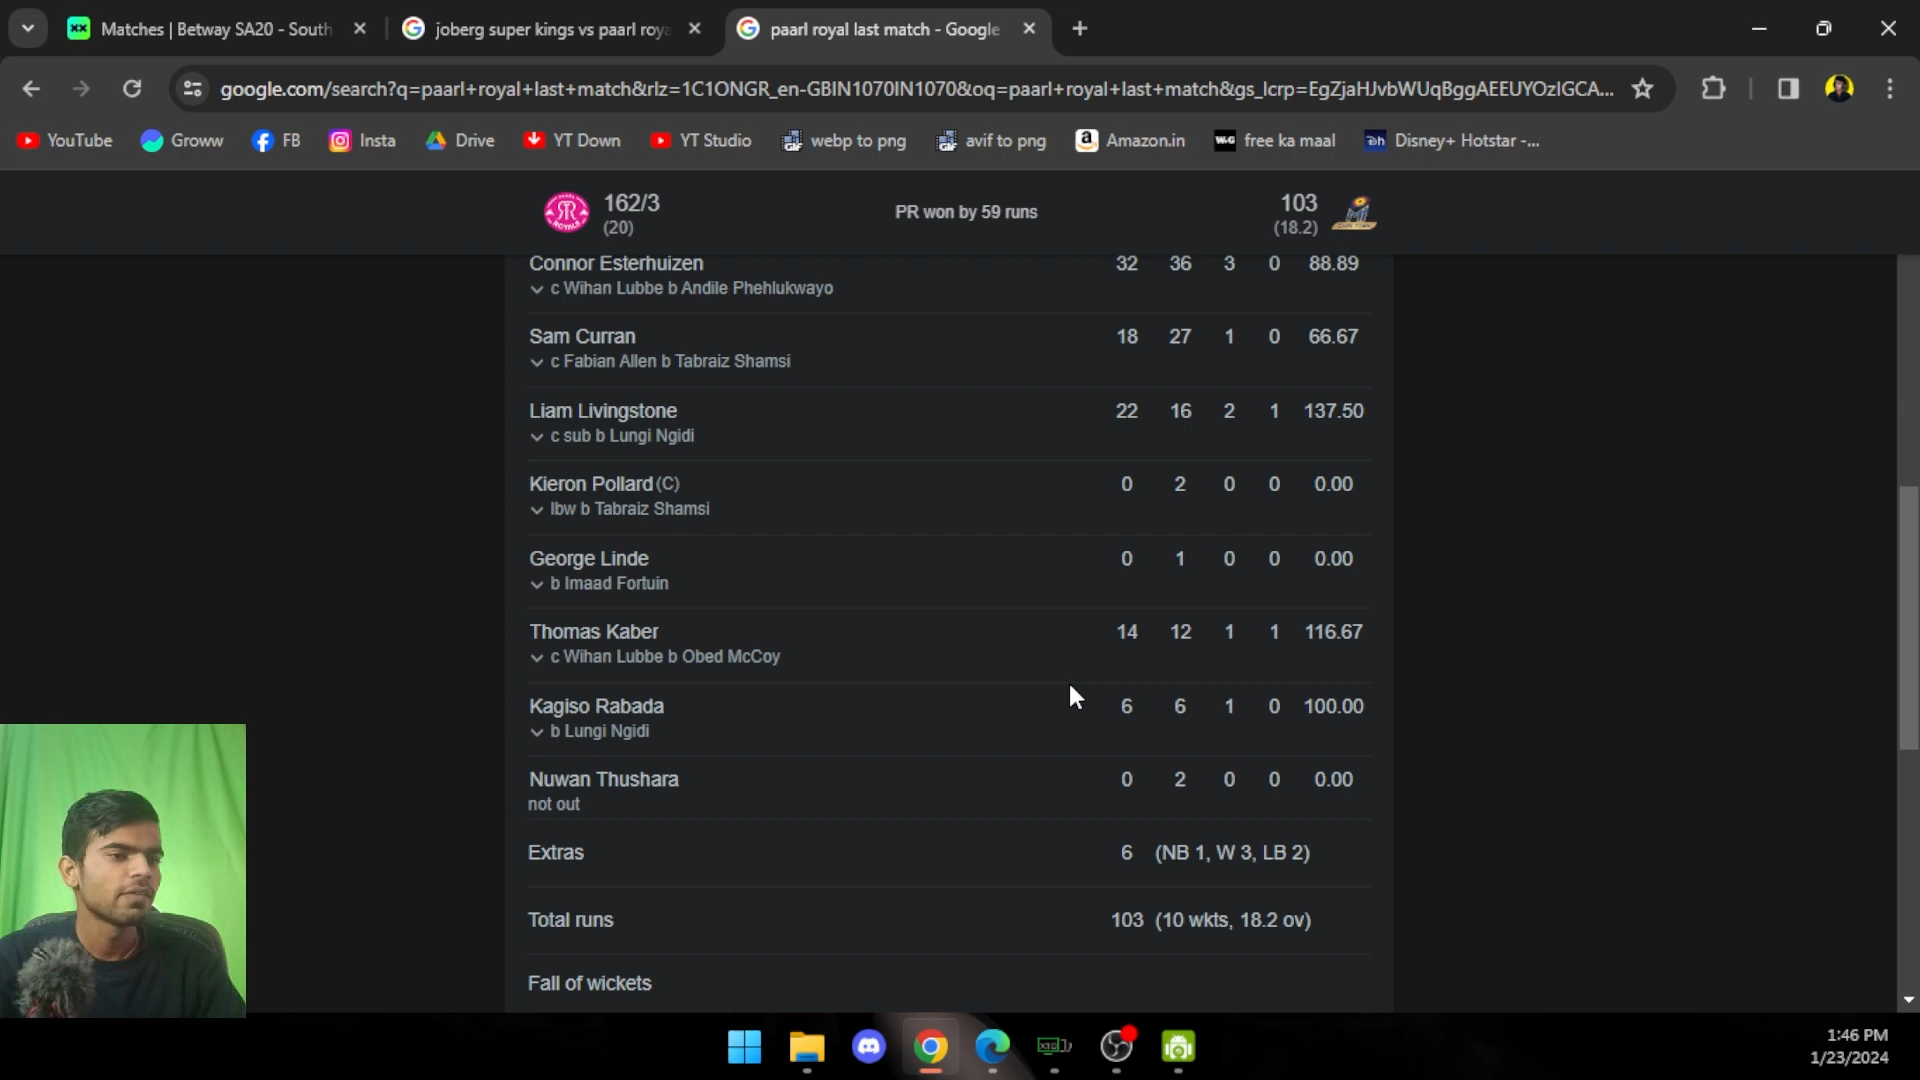 Matches | Betway SA20 - South
joberg super kings vs paarl roya
paarl royal last match - Google
google.com/search?q=paarl+royal+last+match&rlz=1C1ONGR_en-GBIN1070IN1070&oq=paarl+royal+last+match&gs_lcrp=EgZjaHJvbWUqBggAEEUYOzIGCA...
YouTube Groww FB Insta Drive YT Down YT Studio webp to png avif to png Amazon.in free ka maal Disney+ Hotstar -...
162/3 PR won by 59 runs 103
(20) (18.2)
Connor Esterhuizen 32 36 3 0 88.89
c Wihan Lubbe b Andile Phehlukwayo
Sam Curran 18 27 1 0 66.67
c Fabian Allen b Tabraiz Shamsi
Liam Livingstone 22 16 2 1 137.50
c sub b Lungi Ngidi
Kieron Pollard (C) 0 2 0 0 0.00
lbw b Tabraiz Shamsi
George Linde 0 1 0 0 0.00
b Imaad Fortuin
Thomas Kaber 14 12 1 1 116.67
c Wihan Lubbe b Obed McCoy
Kagiso Rabada 6 6 1 0 100.00
b Lungi Ngidi
Nuwan Thushara 0 2 0 0 0.00
not out
Extras 6 (NB 1, W 3, LB 2)
Total runs 103 (10 wkts, 18.2 ov)
Fall of wickets
1:46 PM
1/23/2024